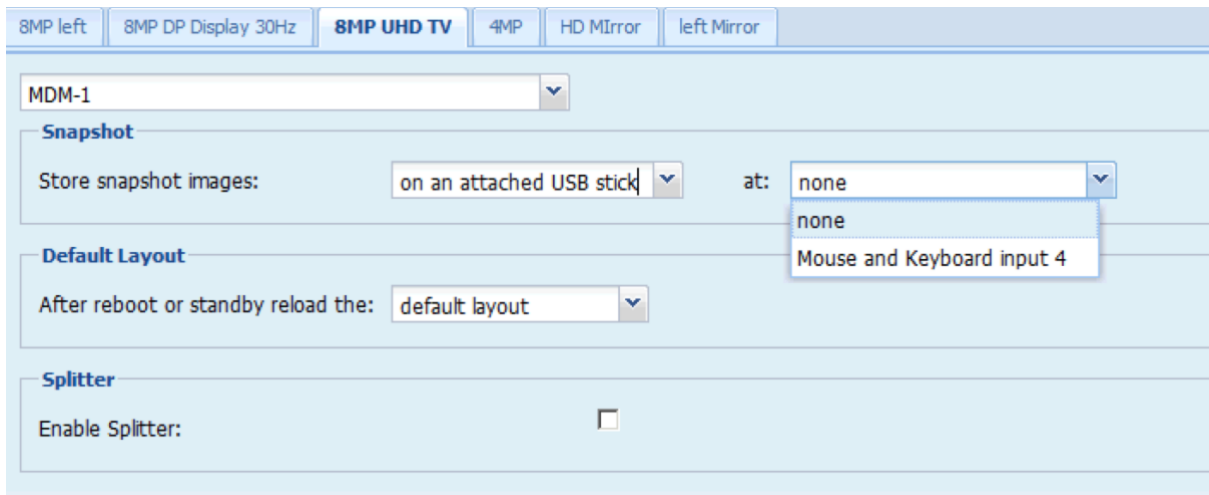 8MP left 8MP DP Display 30Hz 8MP UHD TV 4MP HD MIrror left Mirror
MDM-1
Snapshot
Store snapshot images: on an attached USB stick at: none
none
Mouse and Keyboard input 4
Default Layout
After reboot or standby reload the: default layout
Splitter
Enable Splitter: